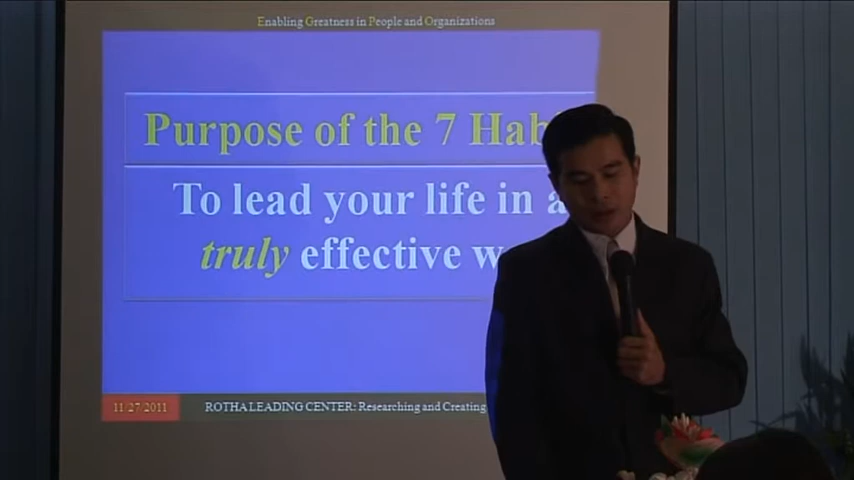 Enabling Greatness in People and Organizations
Purpose of the 7 Hab
To lead your life in a
truly effective w
11/27/2011
ROTHA LEADING CENTER: Researching and Creating